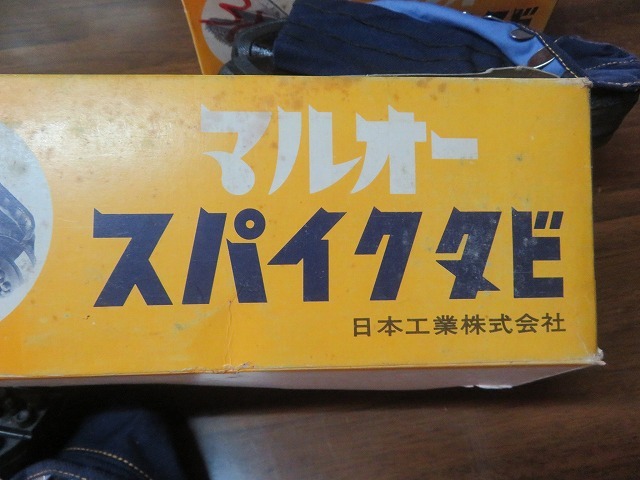 マルオー
スパイクタビ
日本工業株式会社